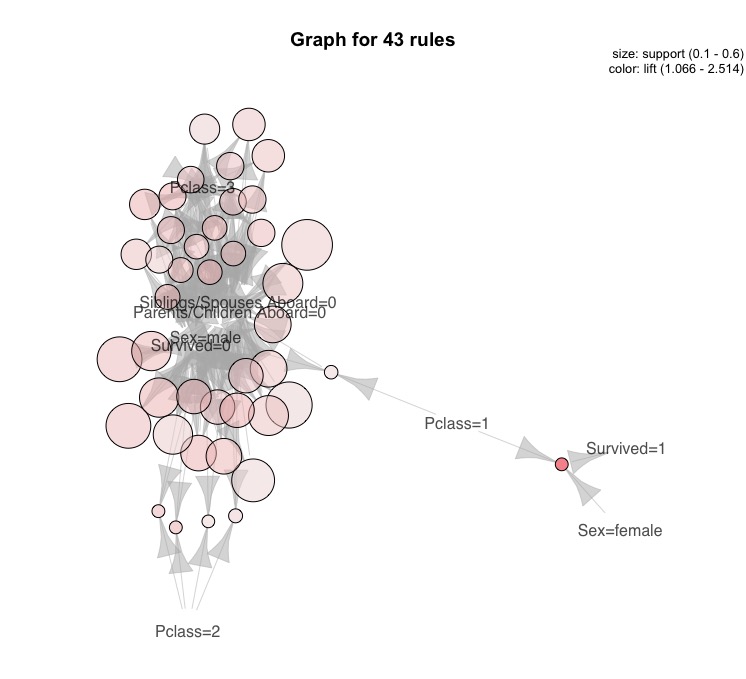 Graph for 43 rules
size: support (0.1 - 0.6)
color: lift (1.066 - 2.514)
Pclass=3
Siblings/Spouses Aboard=0
Parents/Children Aboard=0
Sex=male
Survived=0
Pclass=1
Survived=1
Sex=female
Pclass=2